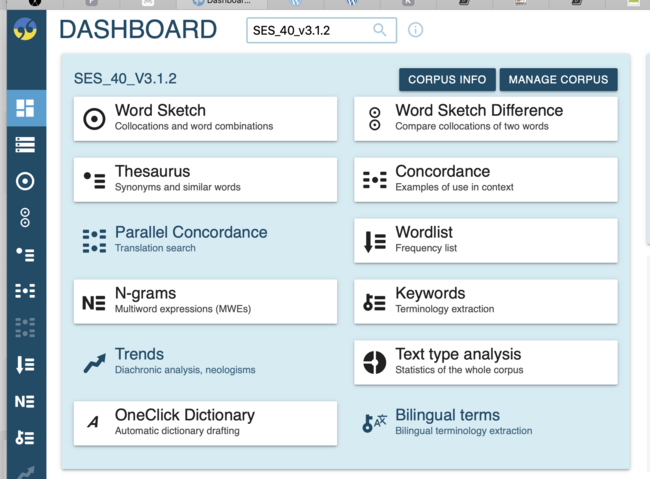 Dashboar...
DASHBOARD
SES_40_v3.1.2
SES_40_V3.1.2
CORPUS INFO
MANAGE CORPUS
Word Sketch
Collocations and word combinations
Word Sketch Difference
Compare collocations of two words
Thesaurus
Synonyms and similar words
Concordance
Examples of use in context
Parallel Concordance
Translation search
Wordlist
Frequency list
N-grams
Multiword expressions (MWEs)
Keywords
Terminology extraction
Trends
Diachronic analysis, neologisms
Text type analysis
Statistics of the whole corpus
OneClick Dictionary
Automatic dictionary drafting
Bilingual terms
Bilingual terminology extraction